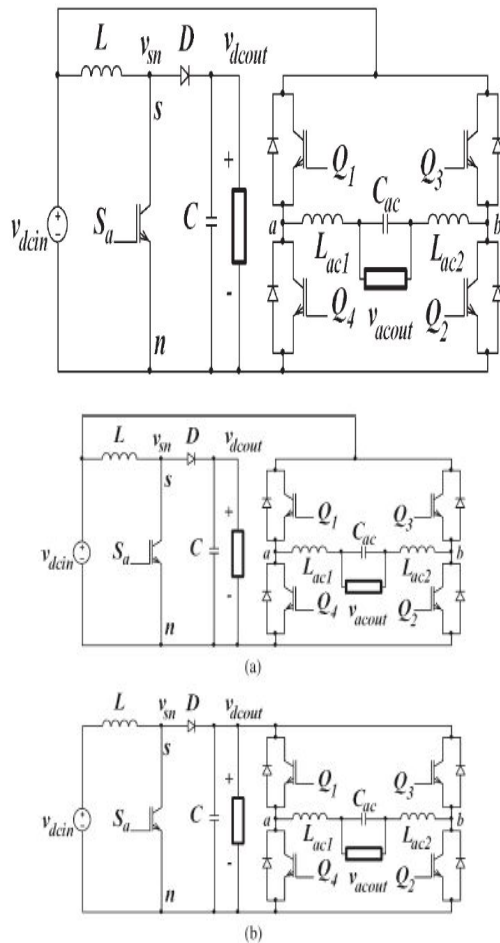 L
v_sn
D
v_dcout
s
+
Q_1
Q_3
C_ac
v_dcin
S_a
C
a
b
L_ac1
L_ac2
-
Q_4
v_acout
Q_2
n
L
v_sn
D
v_dcout
s
+
Q_1
Q_3
C_ac
v_dcin
S_a
C
a
b
L_ac1
L_ac2
-
Q_4
v_acout
Q_2
n
(a)
L
v_sn
D
v_dcout
s
+
Q_1
Q_3
C_ac
v_dcin
S_a
C
a
b
L_ac1
L_ac2
-
Q_4
v_acout
Q_2
n
(b)